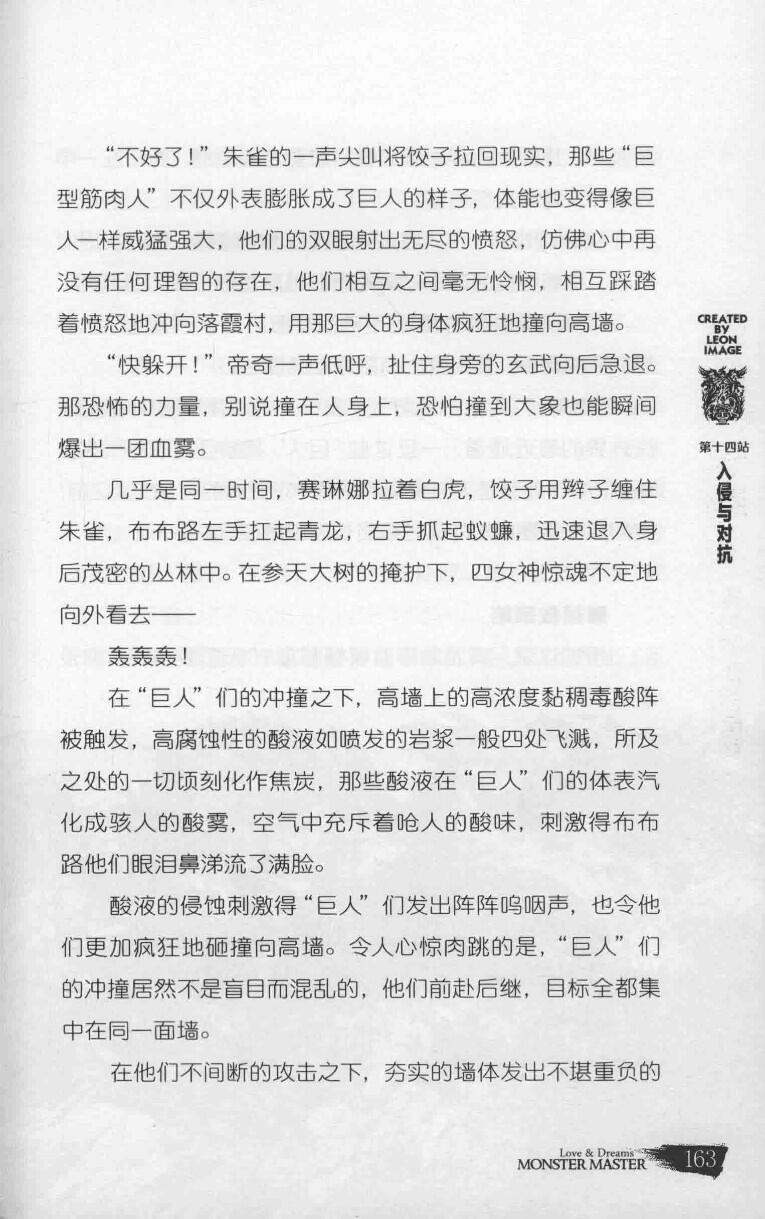 “不好了！”朱雀的一声尖叫将饺子拉回现实，那些“巨
型筋肉人”不仅外表膨胀成了巨人的样子，体能也变得像巨
人一样威猛强大，他们的双眼射出无尽的愤怒，仿佛心中再
没有任何理智的存在，他们相互之间毫无怜悯，相互踩踏
着愤怒地冲向落霞村，用那巨大的身体疯狂地撞向高墙。
“快躲开！”帝奇一声低呼，扯住身旁的玄武向后急退。
那恐怖的力量，别说撞在人身上，恐怕撞到大象也能瞬间
爆出一团血雾。
几乎是同一时间，赛琳娜拉着白虎，饺子用辫子缠住
朱雀，布布路左手扛起青龙，右手抓起蚁蠊，迅速退入身
后茂密的丛林中。在参天大树的掩护下，四女神惊魂不定地
向外看去——
轰轰轰！
在“巨人”们的冲撞之下，高墙上的高浓度黏稠毒酸阵
被触发，高腐蚀性的酸液如喷发的岩浆一般四处飞溅，所及
之处的一切顷刻化作焦炭，那些酸液在“巨人”们的体表汽
化成骇人的酸雾，空气中充斥着呛人的酸味，刺激得布布
路他们眼泪鼻涕流了满脸。
酸液的侵蚀刺激得“巨人”们发出阵阵呜咽声，也令他
们更加疯狂地砸撞向高墙。令人心惊肉跳的是，“巨人”们
的冲撞居然不是盲目而混乱的，他们前赴后继，目标全都集
中在同一面墙。
在他们不间断的攻击之下，夯实的墙体发出不堪重负的
CREATED
BY
LEON
IMAGE
第十四站
入侵与对抗
Love & Dreams
MONSTER MASTER
163